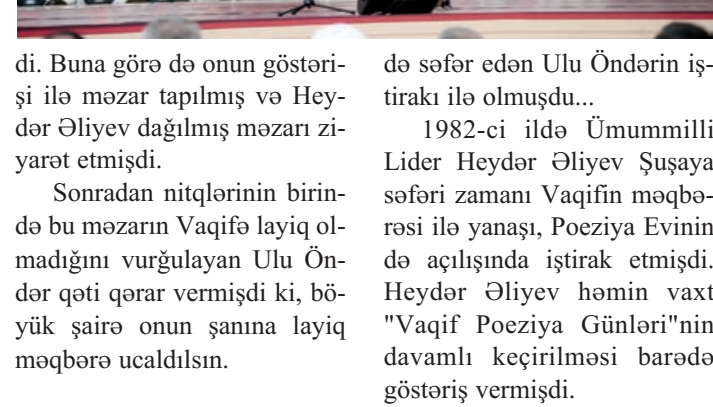 di. Buna görə də onun göstəri-
şi ilə məzar tapılmış və Hey-
dər Əliyev dağılmış məzarı zi-
yarət etmişdi.
Sonradan nitqlərinin birin-
də bu məzarın Vaqifə layiq ol-
madığını vurğulayan Ulu Ön-
dər qəti qərar vermişdi ki, bö-
yük şairə onun şanına layiq
məqbərə ucaldılsın.
də səfər edən Ulu Öndərin iş-
tirakı ilə olmuşdu...
1982-ci ildə Ümummilli
Lider Heydər Əliyev Şuşaya
səfəri zamanı Vaqifin məqbə-
rəsi ilə yanaşı, Poeziya Evinin
də açılışında iştirak etmişdi.
Heydər Əliyev həmin vaxt
"Vaqif Poeziya Günləri"nin
davamlı keçirilməsi barədə
göstəriş vermişdi.